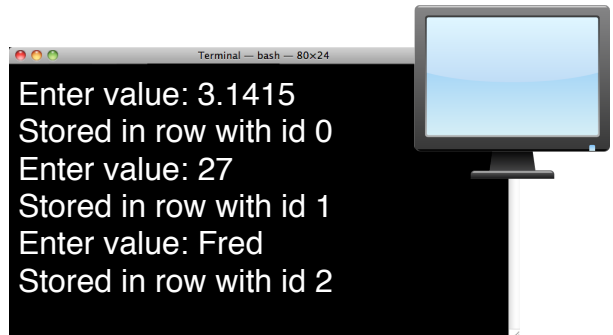 Terminal — bash — 80×24
Enter value: 3.1415
Stored in row with id 0
Enter value: 27
Stored in row with id 1
Enter value: Fred
Stored in row with id 2